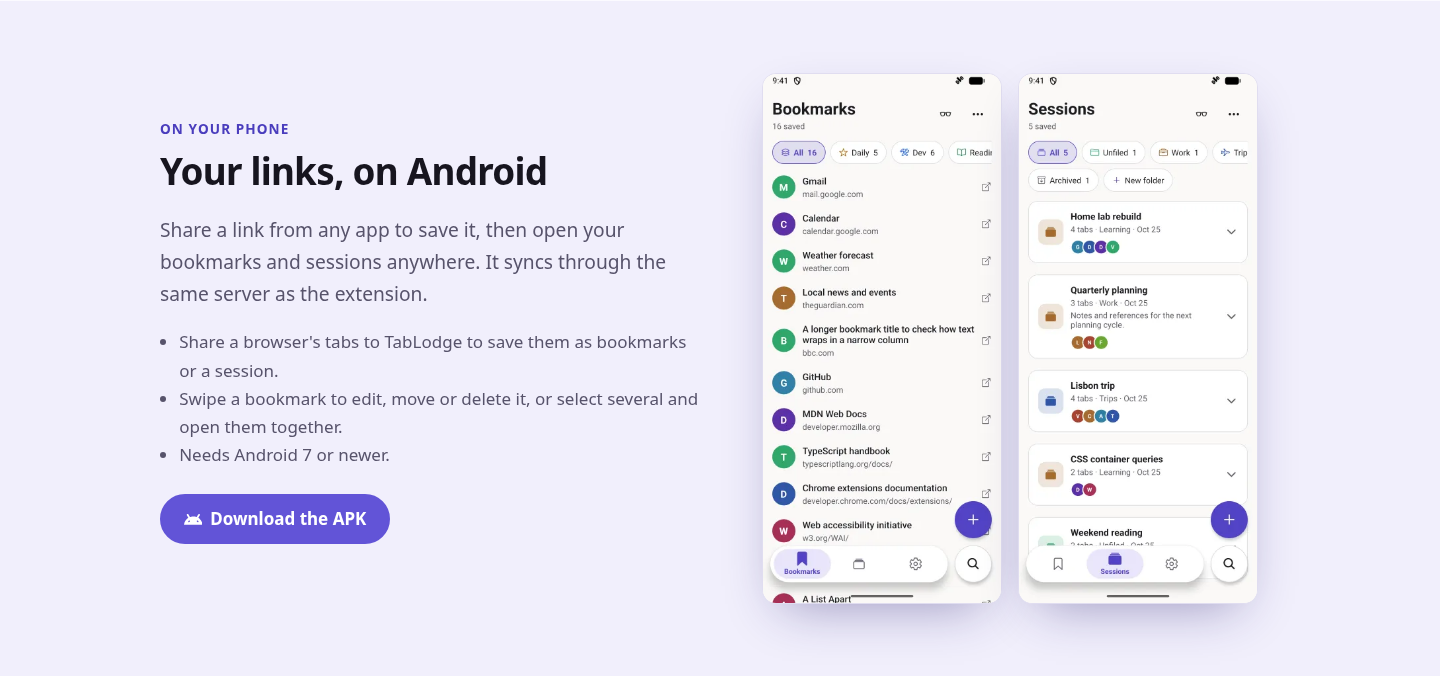 ON YOUR PHONE
Your links, on Android
Share a link from any app to save it, then open your
bookmarks and sessions anywhere. It syncs through the
same server as the extension.
Share a browser's tabs to TabLodge to save them as bookmarks
or a session.
Swipe a bookmark to edit, move or delete it, or select several and
open them together.
Needs Android 7 or newer.
Download the APK
9:41
Bookmarks
16 saved
All 16
Daily 5
Dev 6
Readin
M
Gmail
mail.google.com
C
Calendar
calendar.google.com
W
Weather forecast
weather.com
T
Local news and events
theguardian.com
B
A longer bookmark title to check how text
wraps in a narrow column
bbc.com
G
GitHub
github.com
D
MDN Web Docs
developer.mozilla.org
T
TypeScript handbook
typescriptlang.org/docs/
D
Chrome extensions documentation
developer.chrome.com/docs/extensions/
W
Web accessibility initiative
w3.org/WAI/
Bookmarks
A List Apart
9:41
Sessions
5 saved
All 5
Unfiled 1
Work 1
Trip
Archived 1
New folder
Home lab rebuild
4 tabs · Learning · Oct 25
G D D V
Quarterly planning
3 tabs · Work · Oct 25
Notes and references for the next
planning cycle.
L N F
Lisbon trip
4 tabs · Trips · Oct 25
V C A T
CSS container queries
2 tabs · Learning · Oct 25
D W
Weekend reading
Sessions